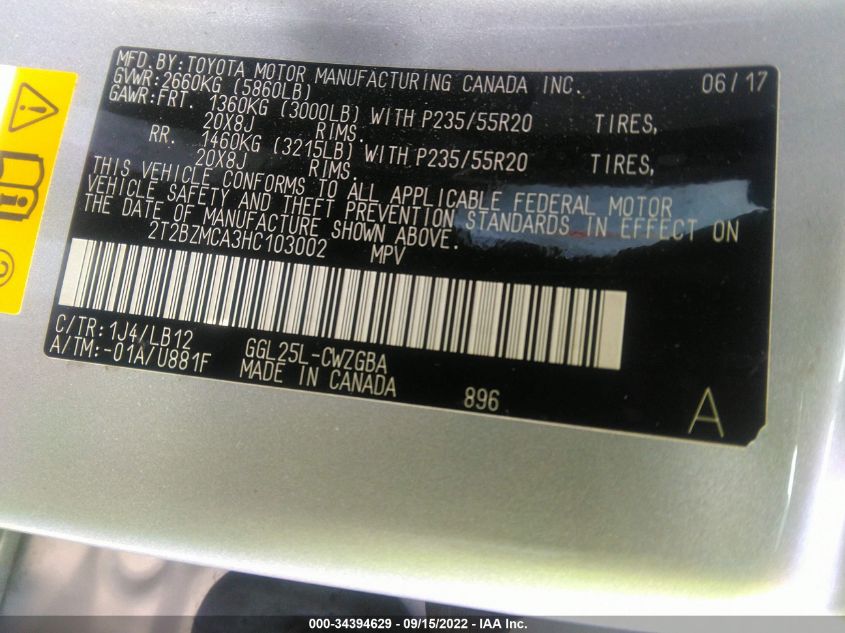 MFD.BY:TOYOTA MOTOR MANUFACTURING CANADA INC. 06/17
GVWR:2660KG (5860LB)
GAWR:FRT. 1360KG (3000LB) WITH P235/55R20 TIRES,
20X8J RIMS.
RR. 1460KG (3215LB) WITH P235/55R20 TIRES,
20X8J RIMS.
THIS VEHICLE CONFORMS TO ALL APPLICABLE FEDERAL MOTOR
VEHICLE SAFETY AND THEFT PREVENTION STANDARDS IN EFFECT ON
THE DATE OF MANUFACTURE SHOWN ABOVE.
2T2BZMCA3HC103002 MPV
C/TR:1J4/LB12
A/TM:-01A/U881F GGL25L-CWZGBA
MADE IN CANADA 896 A
000-34394629 - 09/15/2022 - IAA Inc.